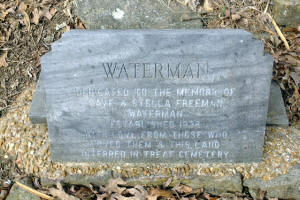 WATERMAN
DEDICATED TO THE MEMORY OF
DAVE & STELLA FREEMAN
WATERMAN
ESTABLISHED 1938
WITH LOVE FROM THOSE WHO
LOVED THEM & THIS LAND
INTERRED IN TREAT CEMETERY